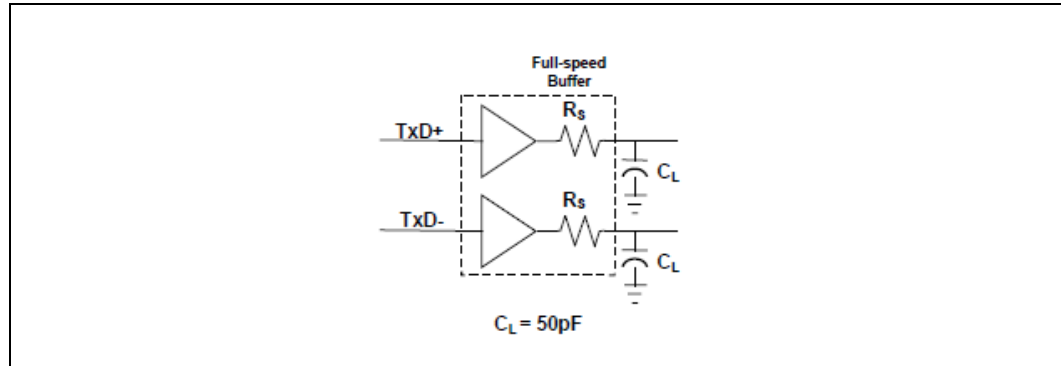 Full-speed
Buffer
Rs
TxD+
CL
Rs
TxD-
CL
CL = 50pF